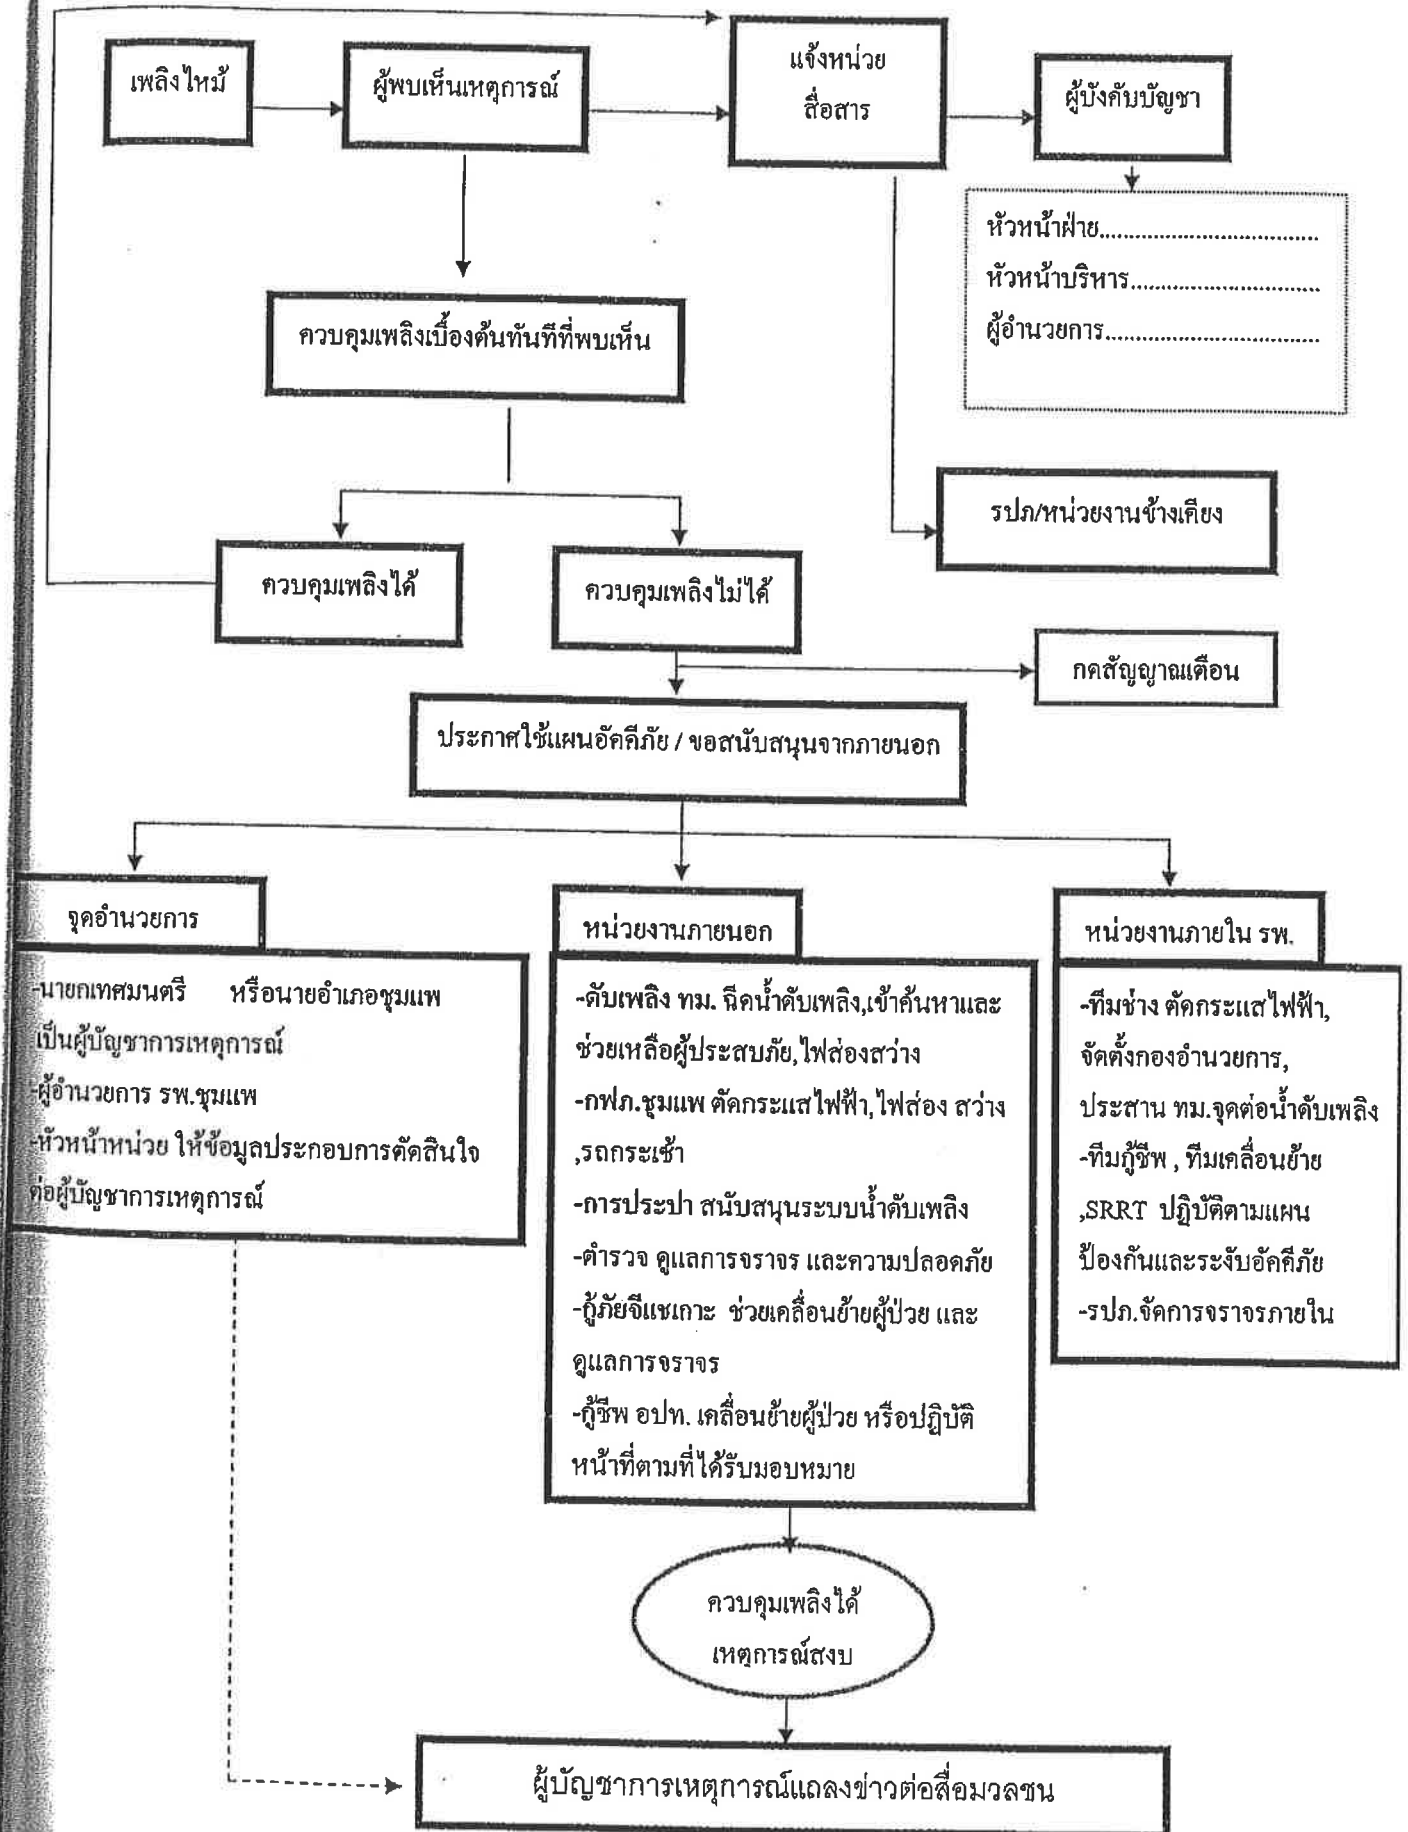 เพลิงไหม้
ผู้พบเห็นเหตุการณ์
แจ้งหน่วย
สื่อสาร
ผู้บังคับบัญชา
หัวหน้าฝ่าย....................................
หัวหน้าบริหาร...............................
ผู้อำนวยการ...................................
ควบคุมเพลิงเบื้องต้นทันทีที่พบเห็น
รปภ/หน่วยงานข้างเคียง
ควบคุมเพลิงได้
ควบคุมเพลิงไม่ได้
กดสัญญาณเตือน
ประกาศใช้แผนอัคคีภัย / ขอสนับสนุนจากภายนอก
จุดอำนวยการ
-นายกเทศมนตรี หรือนายอำเภอชุมแพ
เป็นผู้บัญชาการเหตุการณ์
-ผู้อำนวยการ รพ.ชุมแพ
-หัวหน้าหน่วย ให้ข้อมูลประกอบการตัดสินใจ
ต่อผู้บัญชาการเหตุการณ์
หน่วยงานภายนอก
-ดับเพลิง ทม. ฉีดน้ำดับเพลิง,เข้าค้นหาและ
ช่วยเหลือผู้ประสบภัย,ไฟส่องสว่าง
-กฟภ.ชุมแพ ตัดกระแสไฟฟ้า,ไฟส่อง สว่าง
,รถกระเช้า
-การประปา สนับสนุนระบบน้ำดับเพลิง
-ตำรวจ ดูแลการจราจร และความปลอดภัย
-กู้ภัยจีแชเกาะ ช่วยเคลื่อนย้ายผู้ป่วย และ
ดูแลการจราจร
-กู้ชีพ อปท. เคลื่อนย้ายผู้ป่วย หรือปฏิบัติ
หน้าที่ตามที่ได้รับมอบหมาย
หน่วยงานภายใน รพ.
-ทีมช่าง ตัดกระแสไฟฟ้า,
จัดตั้งกองอำนวยการ,
ประสาน ทม.จุดต่อน้ำดับเพลิง
-ทีมกู้ชีพ , ทีมเคลื่อนย้าย
,SRRT ปฏิบัติตามแผน
ป้องกันและระงับอัคคีภัย
-รปภ.จัดการจราจรภายใน
ควบคุมเพลิงได้
เหตุการณ์สงบ
ผู้บัญชาการเหตุการณ์แถลงข่าวต่อสื่อมวลชน